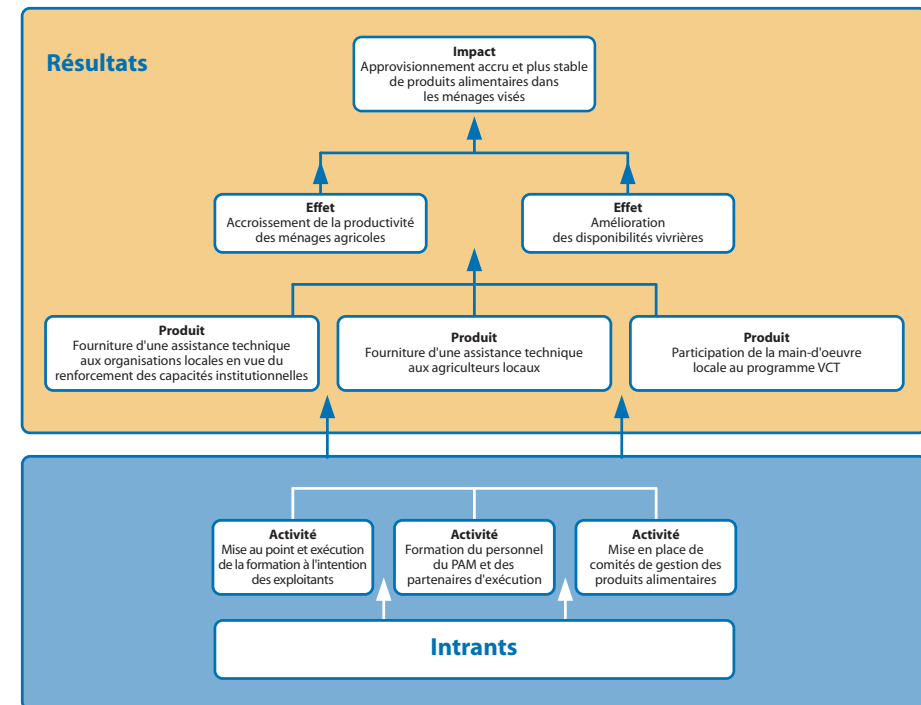 Résultats
Impact
Approvisionnement accru et plus stable
de produits alimentaires dans
les ménages visés
Effet
Accroissement de la productivité
des ménages agricoles
Effet
Amélioration
des disponibilités vivrières
Produit
Fourniture d'une assistance technique
aux organisations locales en vue du
renforcement des capacités institutionnelles
Produit
Fourniture d'une assistance technique
aux agriculteurs locaux
Produit
Participation de la main-d'oeuvre
locale au programme VCT
Activité
Mise au point et exécution
de la formation à l'intention
des exploitants
Activité
Formation du personnel
du PAM et des
partenaires d'exécution
Activité
Mise en place de
comités de gestion des
produits alimentaires
Intrants